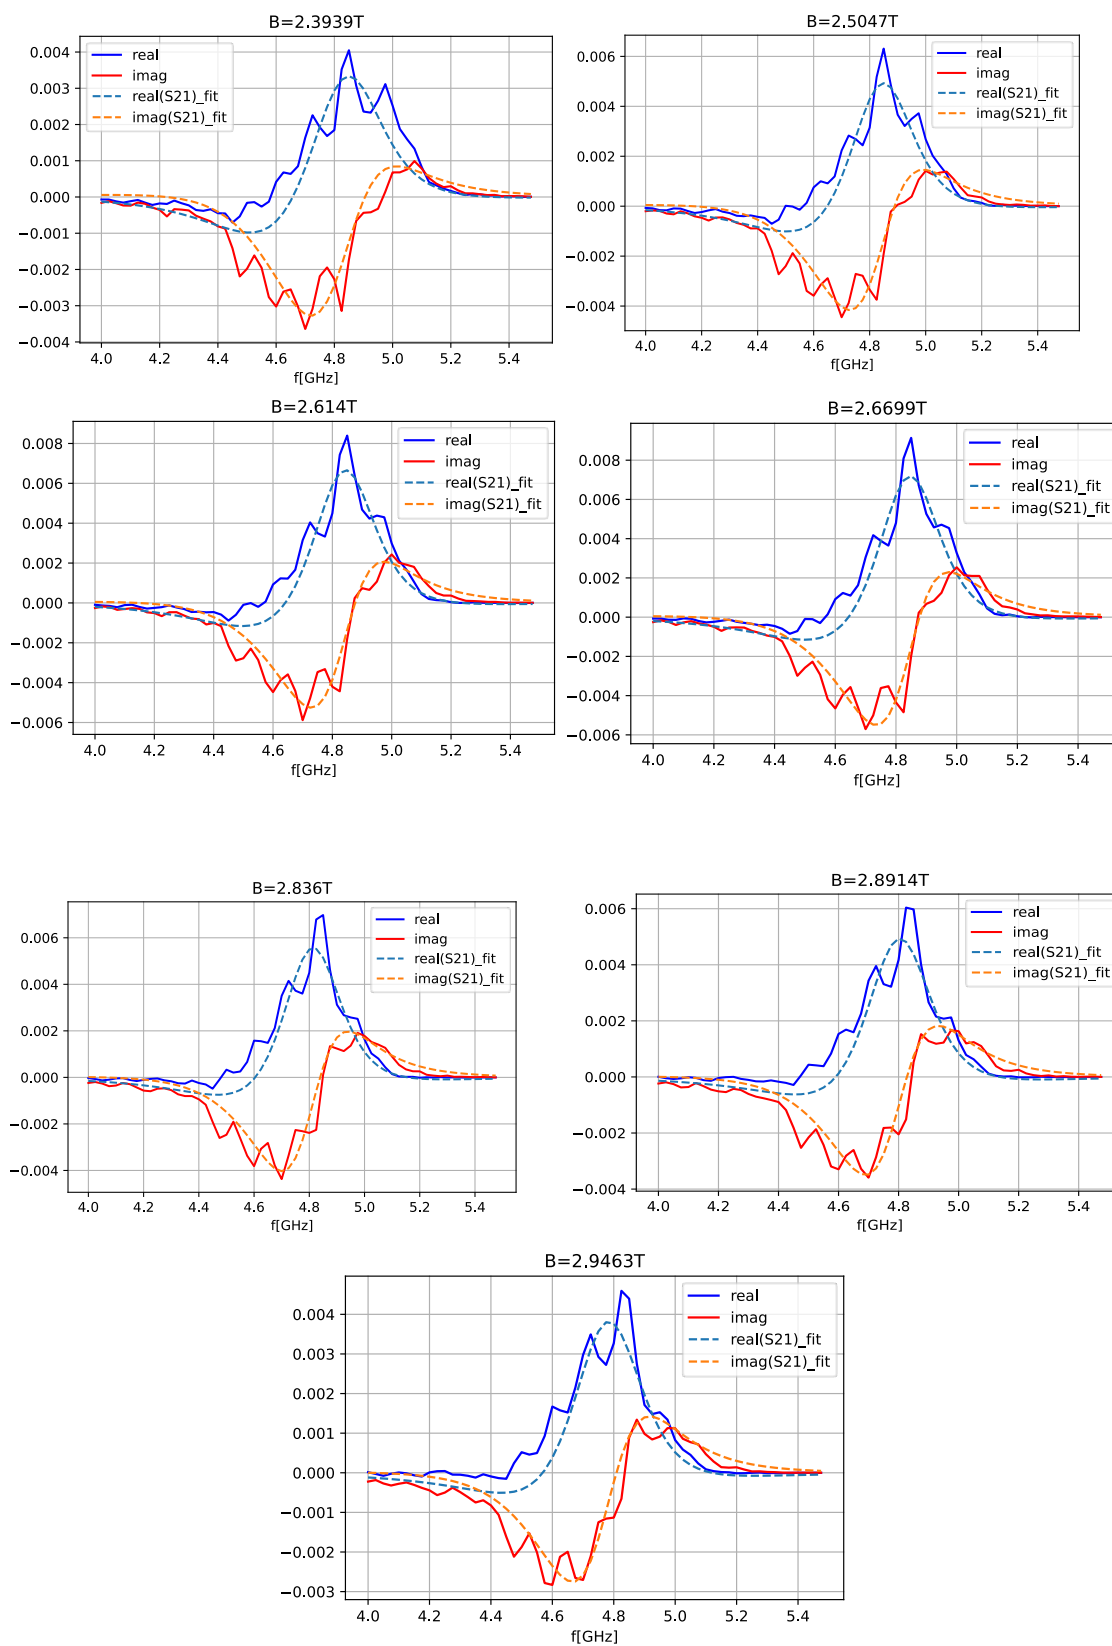 B=2.3939T
real
imag
real(S21)_fit
imag(S21)_fit
0.004
0.003
0.002
0.001
0.000
−0.001
−0.002
−0.003
−0.004
4.0 4.2 4.4 4.6 4.8 5.0 5.2 5.4
f[GHz]
B=2.5047T
real
imag
real(S21)_fit
imag(S21)_fit
0.006
0.004
0.002
0.000
−0.002
−0.004
4.0 4.2 4.4 4.6 4.8 5.0 5.2 5.4
f[GHz]
B=2.614T
real
imag
real(S21)_fit
imag(S21)_fit
0.008
0.006
0.004
0.002
0.000
−0.002
−0.004
−0.006
4.0 4.2 4.4 4.6 4.8 5.0 5.2 5.4
f[GHz]
B=2.6699T
real
imag
real(S21)_fit
imag(S21)_fit
0.008
0.006
0.004
0.002
0.000
−0.002
−0.004
−0.006
4.0 4.2 4.4 4.6 4.8 5.0 5.2 5.4
f[GHz]
B=2.836T
real
imag
real(S21)_fit
imag(S21)_fit
0.006
0.004
0.002
0.000
−0.002
−0.004
4.0 4.2 4.4 4.6 4.8 5.0 5.2 5.4
f[GHz]
B=2.8914T
real
imag
real(S21)_fit
imag(S21)_fit
0.006
0.004
0.002
0.000
−0.002
−0.004
4.0 4.2 4.4 4.6 4.8 5.0 5.2 5.4
f[GHz]
B=2.9463T
real
imag
real(S21)_fit
imag(S21)_fit
0.004
0.003
0.002
0.001
0.000
−0.001
−0.002
−0.003
4.0 4.2 4.4 4.6 4.8 5.0 5.2 5.4
f[GHz]